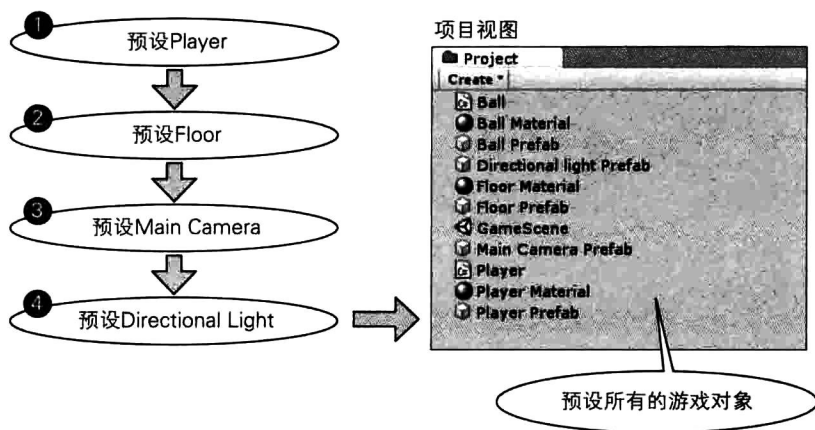 1
预设Player
2
预设Floor
3
预设Main Camera
4
预设Directional Light
项目视图
Project
Create
Ball
Ball Material
Ball Prefab
Directional light Prefab
Floor Material
Floor Prefab
GameScene
Main Camera Prefab
Player
Player Material
Player Prefab
预设所有的游戏对象